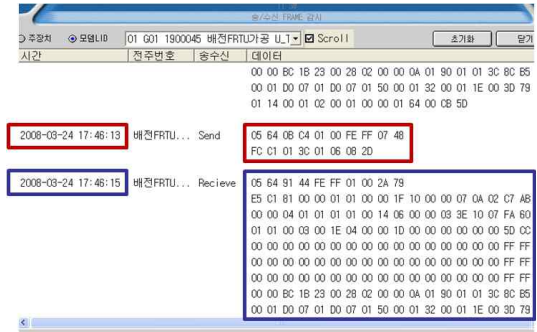 송/수신 FRAME 감시
주장치 모뎀LID 01 G01 1900045 배전FRTU가공 U_T Scroll 초기화 닫기
시간 전주번호 송수신 데이터
00 00 BC 1B 23 00 28 02 00 00 0A 01 90 01 01 3C 8C B5
00 01 D0 07 01 D0 07 01 50 00 01 32 00 01 1E 00 3D 79
01 14 00 01 02 00 01 00 00 01 64 00 CB 5D
2008-03-24 17:46:13 배전FRTU... Send 05 64 0B C4 01 00 FE FF 07 48
FC C1 01 3C 01 06 08 2D
2008-03-24 17:46:15 배전FRTU... Recieve 05 64 91 44 FE FF 01 00 2A 79
E5 C1 81 00 00 01 01 00 00 1F 10 00 00 07 0A 02 C7 AB
00 00 04 01 01 01 01 00 14 06 00 00 03 3E 10 07 FA 60
01 01 00 03 00 1E 04 00 00 1D 00 00 00 00 00 00 5D CC
00 00 00 00 00 00 00 00 00 00 00 00 00 00 00 00 FF FF
00 00 00 00 00 00 00 00 00 00 00 00 00 00 00 00 FF FF
00 00 00 00 00 00 00 00 00 00 00 00 00 00 00 00 FF FF
00 00 BC 1B 23 00 28 02 00 00 0A 01 90 01 01 3C 8C B5
00 01 D0 07 01 D0 07 01 50 00 01 32 00 01 1E 00 3D 79